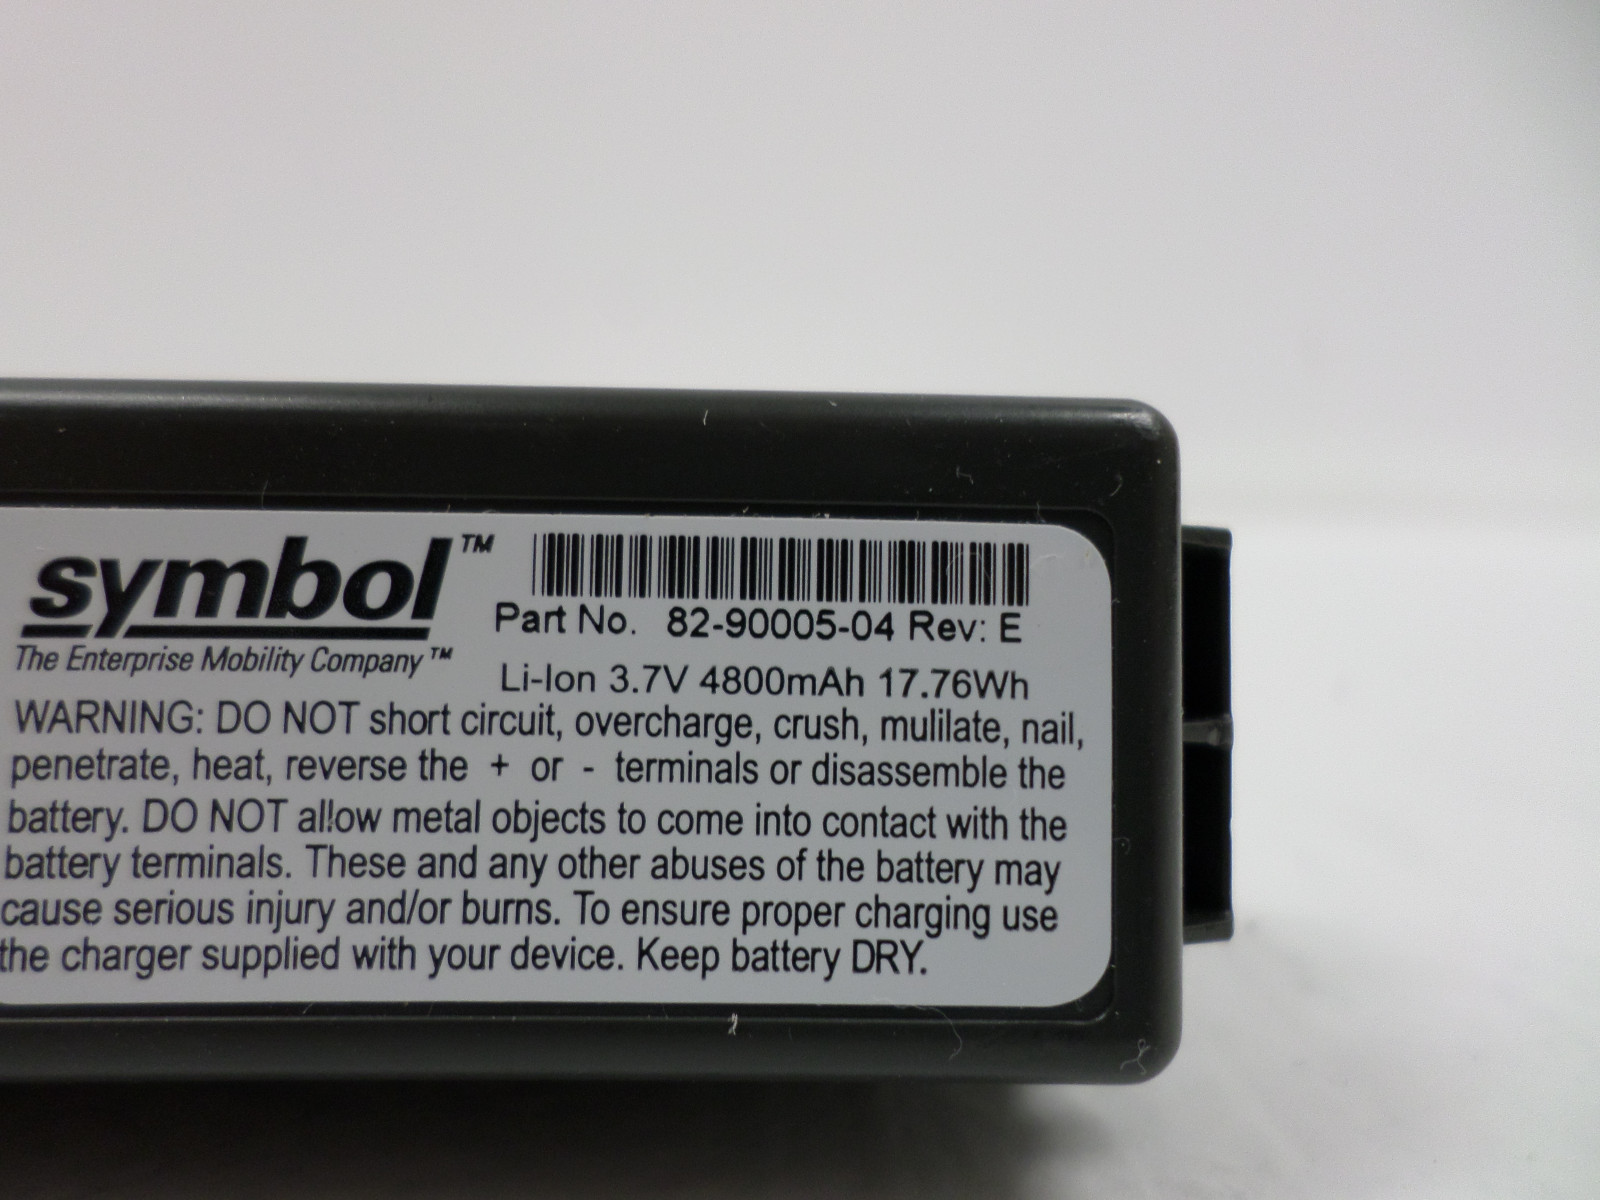 symbol™
The Enterprise Mobility Company™
Part No. 82-90005-04 Rev: E
Li-Ion 3.7V 4800mAh 17.76Wh
WARNING: DO NOT short circuit, overcharge, crush, mulilate, nail,
penetrate, heat, reverse the + or - terminals or disassemble the
battery. DO NOT allow metal objects to come into contact with the
battery terminals. These and any other abuses of the battery may
cause serious injury and/or burns. To ensure proper charging use
the charger supplied with your device. Keep battery DRY.